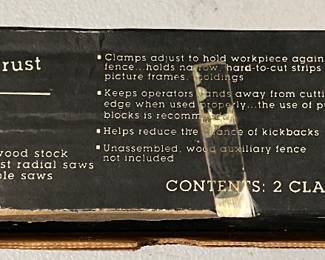 rust
wood stock
st radial saws
ble saws
▪ Clamps adjust to hold workpiece again
fence...holds narrow, hard-to-cut strips
picture frames, moldings
▪ Keeps operators hands away from cutti
edge when used properly...the use of pu
blocks is recommended
▪ Helps reduce the chance of kickbacks
▪ Unassembled, wood auxiliary fence
not included
CONTENTS: 2 CLA